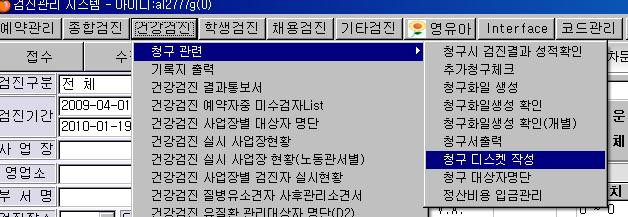 검진관리 시스템 - 아이디:al2777g(0)
예약관리 종합검진 건강검진 학생검진 채용검진 기타검진 영유아 Interface 코드관리
접수
검진구분 전 체
검진기간 2009-04-01
2010-01-19
사 업 장
영업소
부 서 명
청구 관련
기록지 출력
건강검진 결과통보서
건강검진 예약자중 미수검자List
건강검진 사업장별 대상자 명단
건강검진 실시 사업장현황
건강검진 실시 사업장 현황(노동관서별)
건강검진 사업장별 검진자 실시현황
건강검진 질병유소견자 사후관리소견서
건강검진 유질환 관리대상자 명단(D2)
청구시 검진결과 성적확인
추가청구체크
청구화일 생성
청구화일생성 확인
청구화일생성 확인(개별)
청구서출력
청구 디스켓 작성
청구 대상자명단
정산비용 입금관리
차문
운
치